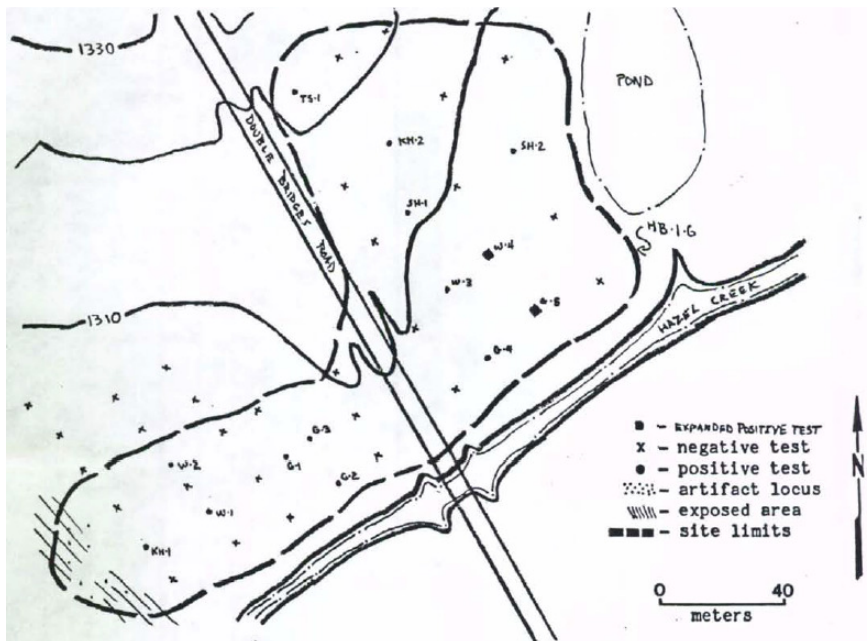 1330
POND
TS-1
DOUBLE BRIDGES ROAD
KH-2
SH-2
SH-1
HB-1-G
W-4
W-3
G-5
HAZEL CREEK
1310
G-4
G-3
W-2
G-1
G-2
W-1
KH-1
■ - EXPANDED POSITIVE TEST
x - negative test
● - positive test
- artifact locus
- exposed area
- site limits
N
0 40
meters